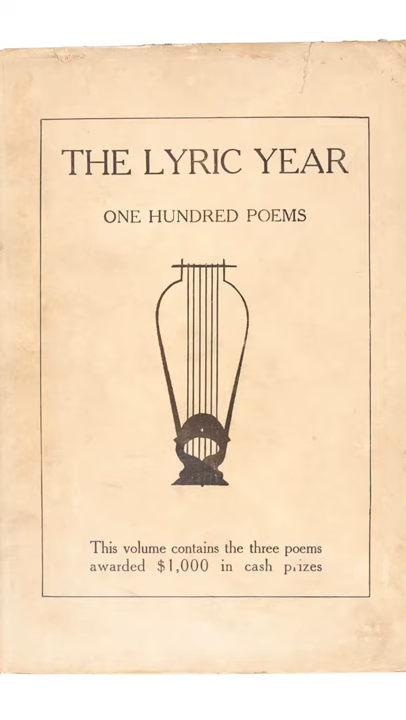 THE LYRIC YEAR
ONE HUNDRED POEMS
This volume contains the three poems
awarded $1,000 in cash prizes